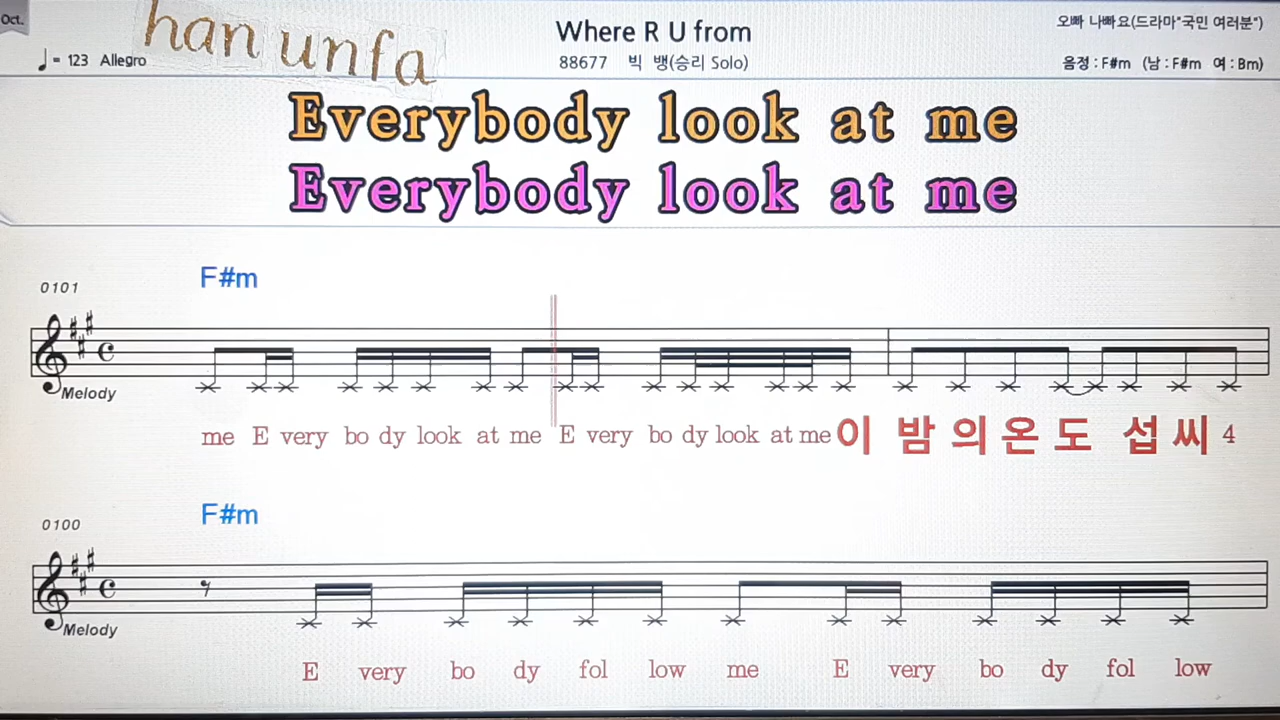 Oct.
han unfa
Where R U from
오빠 나빠요(드라마"국민 여러분")
♩= 123 Allegro
88677 빅 뱅(승리 Solo)
음정 : F#m (남 : F#m 여 : Bm)
Everybody look at me
Everybody look at me
F#m
0101
Melody
me E very bo dy look at me E very bo dy look at me 이 밤 의 온 도 섭 씨 4
F#m
0100
Melody
E very bo dy fol low me E very bo dy fol low